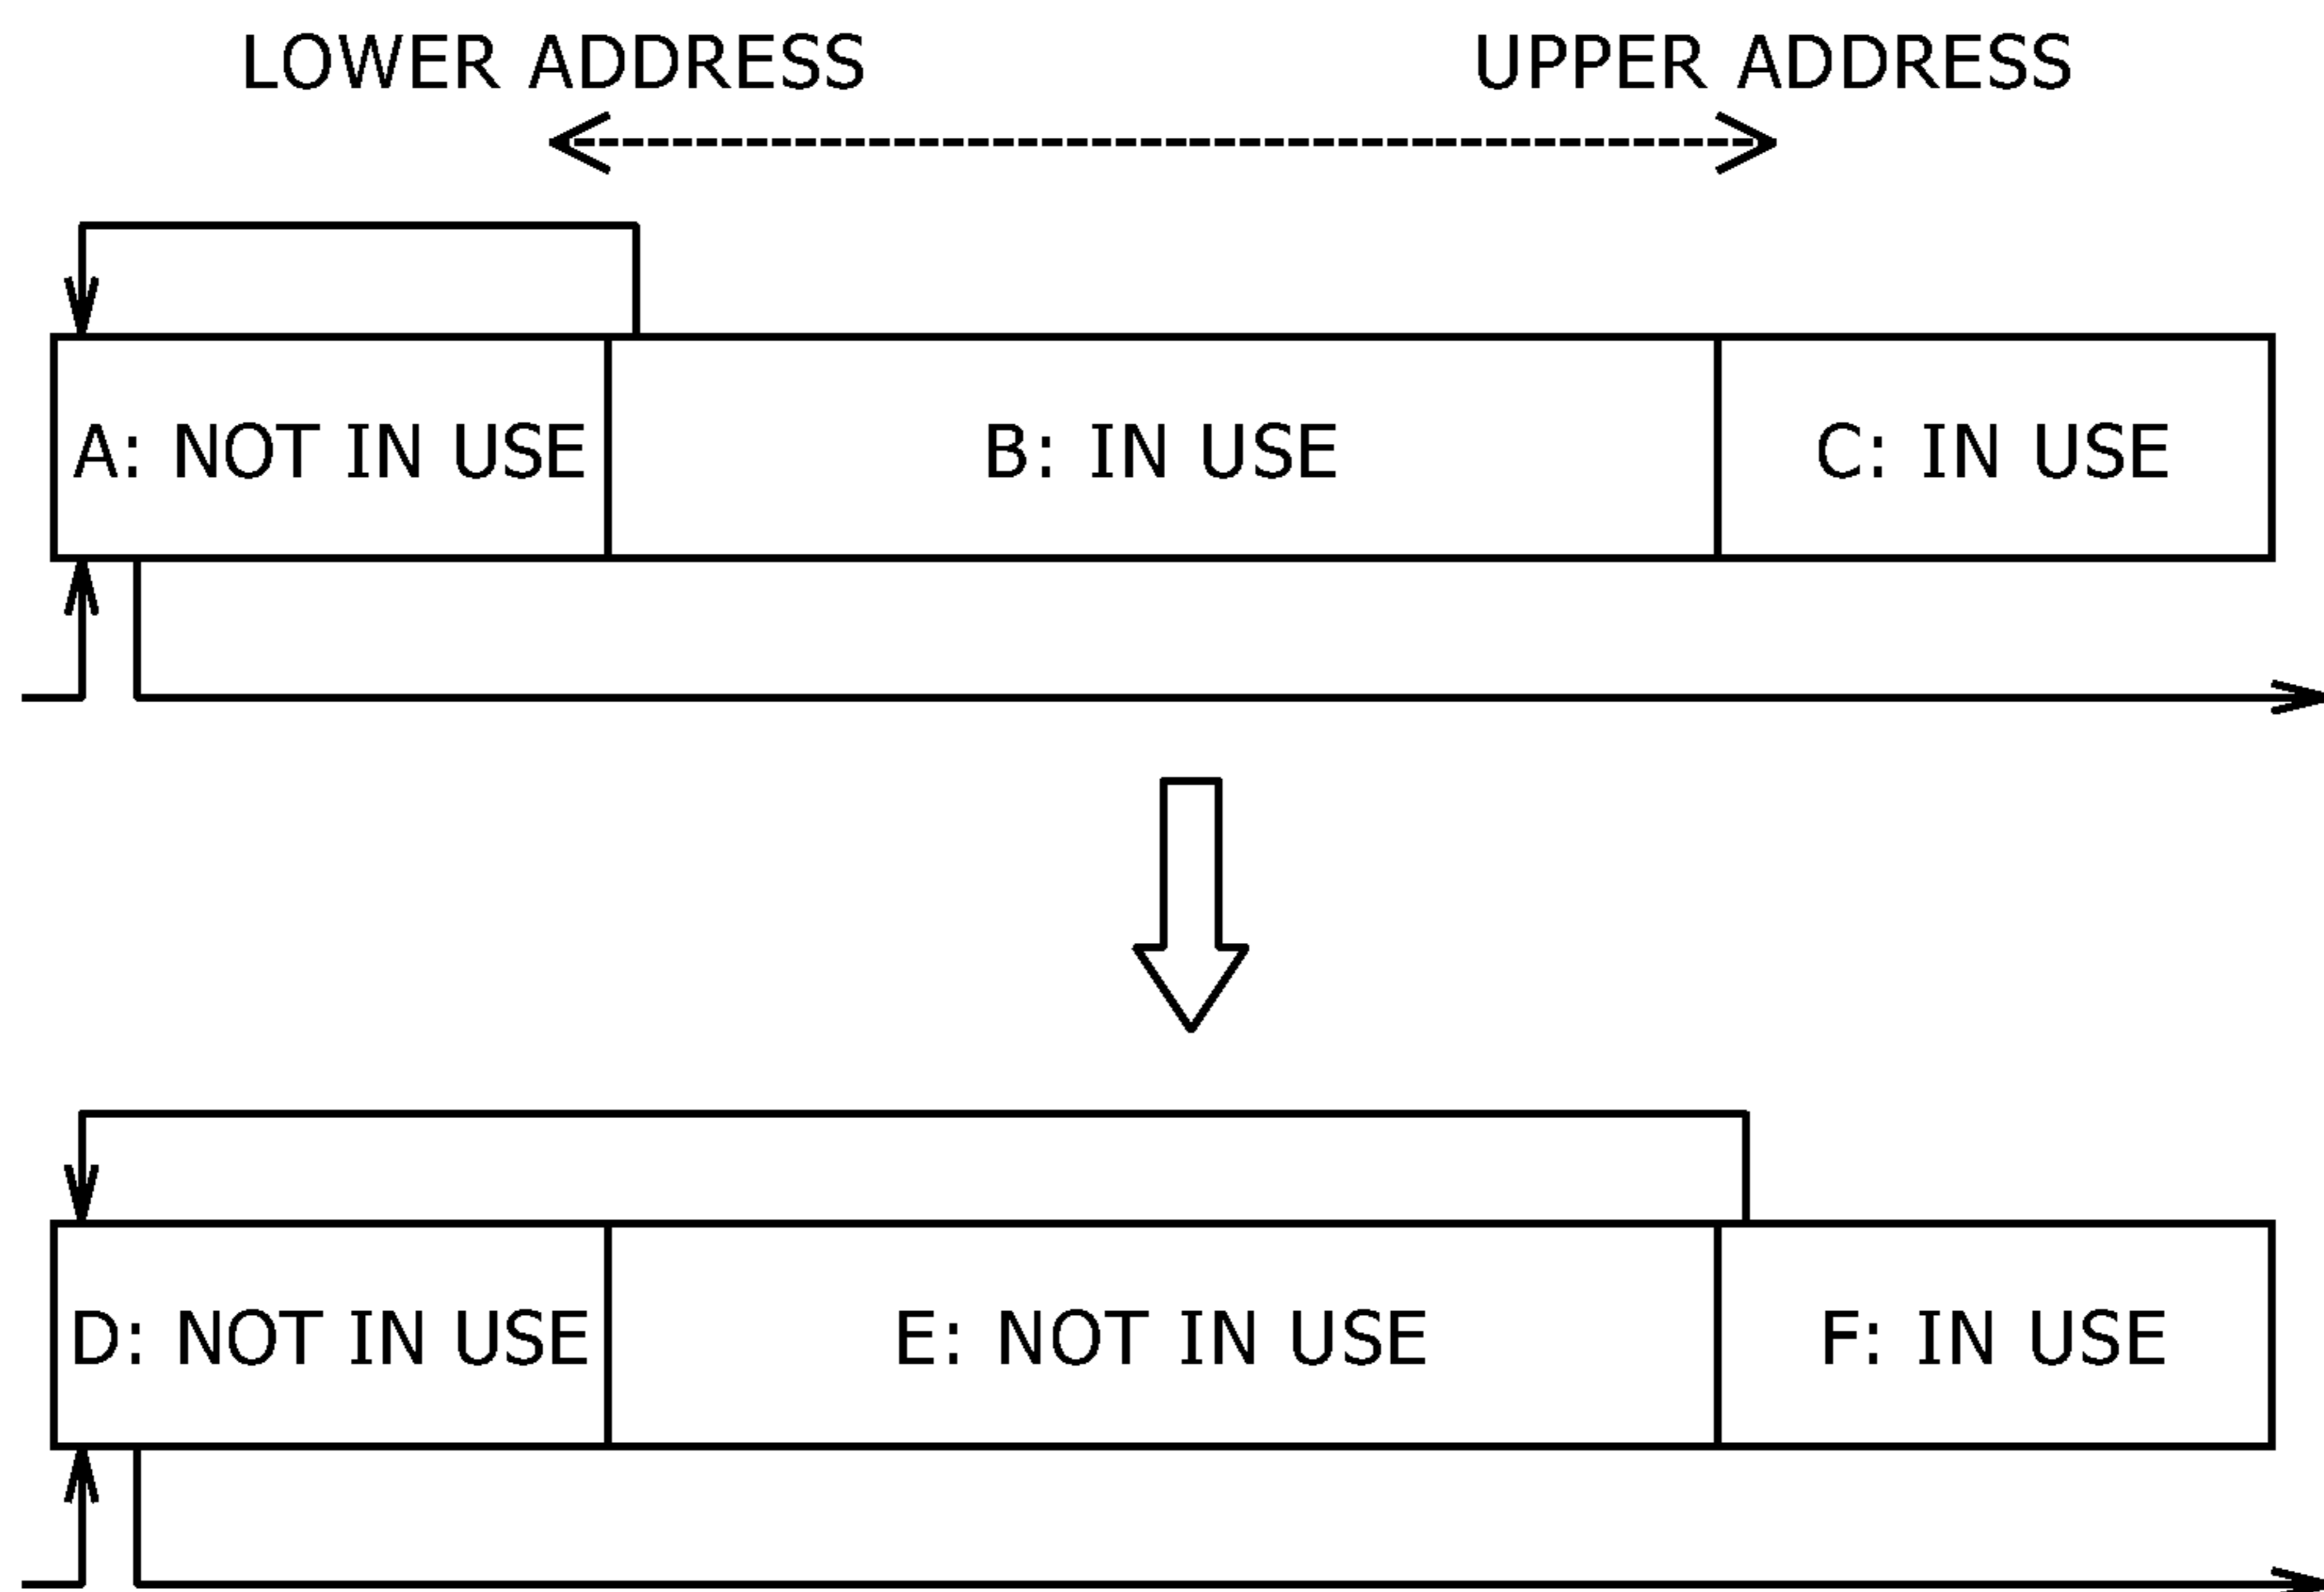 LOWER ADDRESS UPPER ADDRESS
A: NOT IN USE B: IN USE C: IN USE
D: NOT IN USE E: NOT IN USE F: IN USE